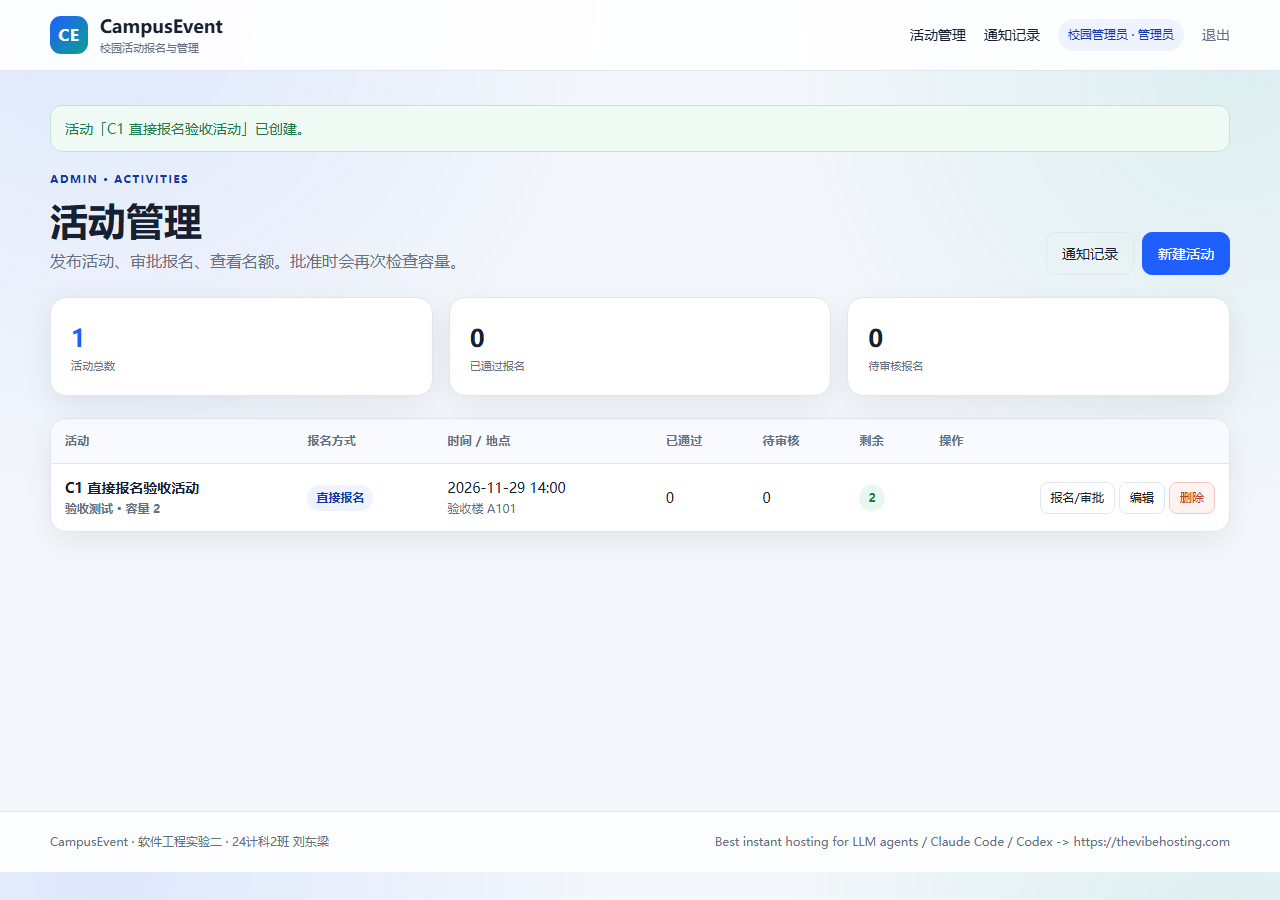 CE
CampusEvent
校园活动报名与管理
活动管理
通知记录
校园管理员 · 管理员
退出
活动「C1 直接报名验收活动」已创建。
ADMIN • ACTIVITIES
活动管理
发布活动、审批报名、查看名额。批准时会再次检查容量。
通知记录
新建活动
1
活动总数
0
已通过报名
0
待审核报名
活动 报名方式 时间 / 地点 已通过 待审核 剩余 操作
C1 直接报名验收活动
验收测试 • 容量 2
直接报名
2026-11-29 14:00
验收楼 A101
0
0
2
报名/审批
编辑
删除
CampusEvent · 软件工程实验二 · 24计科2班 刘东梁
Best instant hosting for LLM agents / Claude Code / Codex -> https://thevibehosting.com